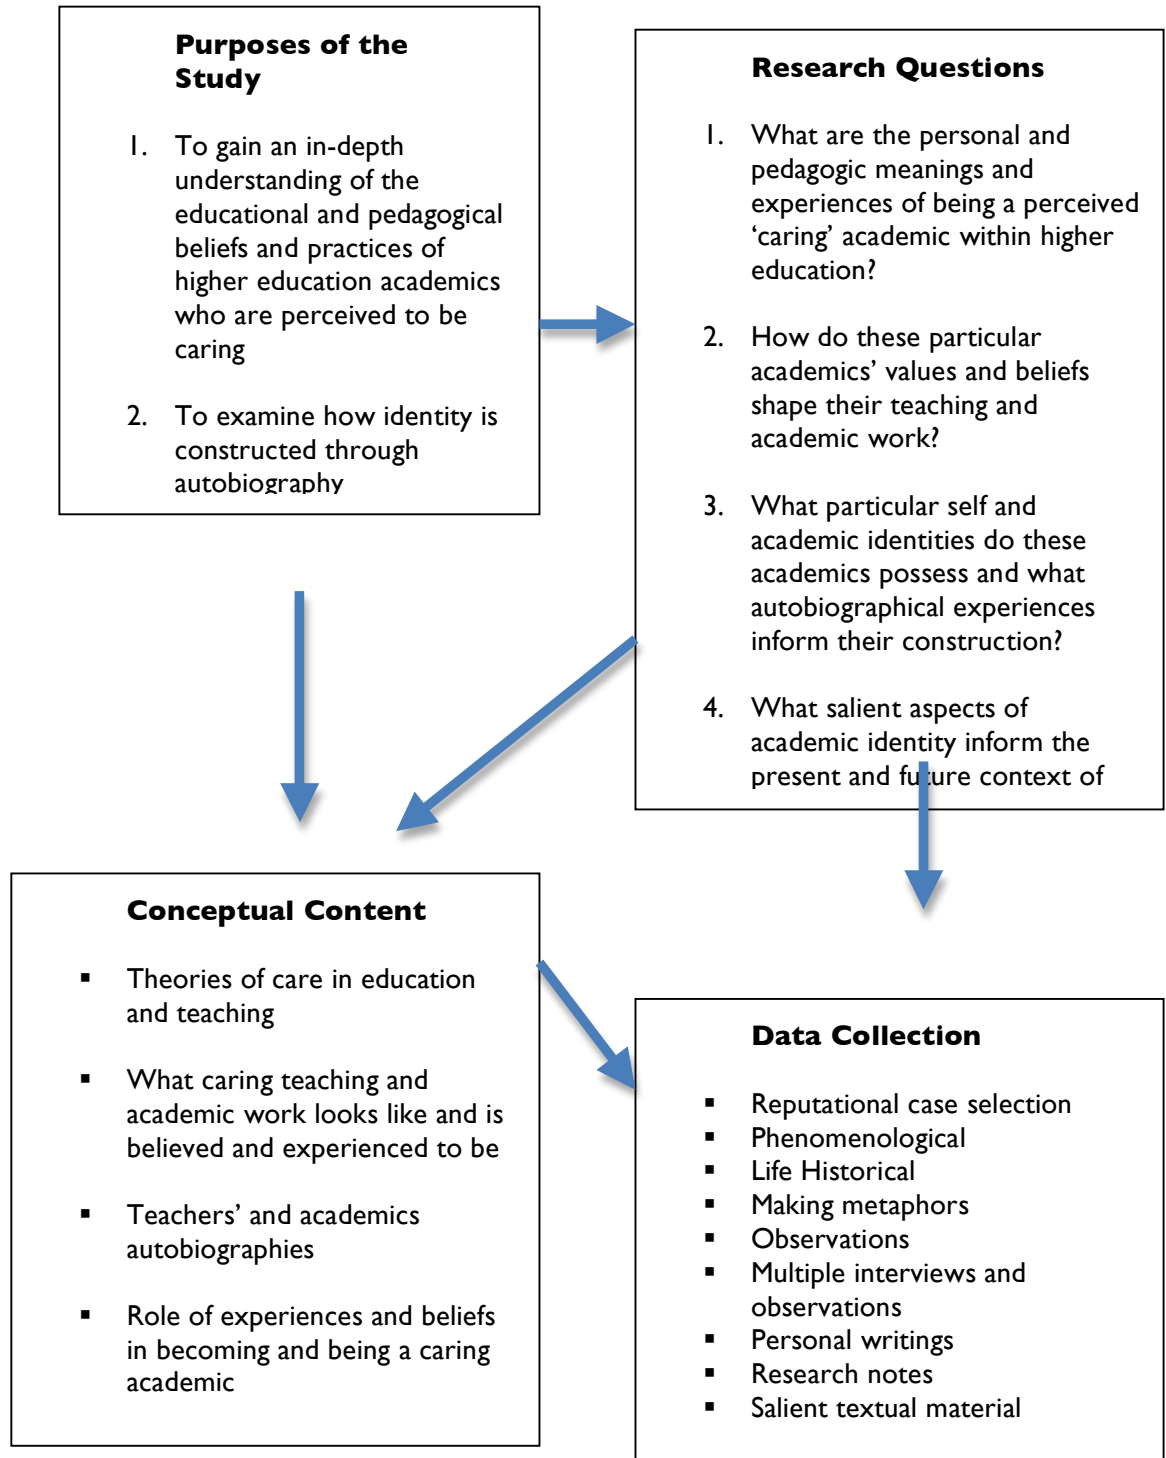 Purposes of the
Study
1. To gain an in-depth
understanding of the
educational and pedagogical
beliefs and practices of
higher education academics
who are perceived to be
caring
2. To examine how identity is
constructed through
autobiography
Research Questions
1. What are the personal and
pedagogic meanings and
experiences of being a perceived
‘caring’ academic within higher
education?
2. How do these particular
academics’ values and beliefs
shape their teaching and
academic work?
3. What particular self and
academic identities do these
academics possess and what
autobiographical experiences
inform their construction?
4. What salient aspects of
academic identity inform the
present and future context of
Conceptual Content
▪ Theories of care in education
and teaching
▪ What caring teaching and
academic work looks like and is
believed and experienced to be
▪ Teachers’ and academics
autobiographies
▪ Role of experiences and beliefs
in becoming and being a caring
academic
Data Collection
▪ Reputational case selection
▪ Phenomenological
▪ Life Historical
▪ Making metaphors
▪ Observations
▪ Multiple interviews and
observations
▪ Personal writings
▪ Research notes
▪ Salient textual material